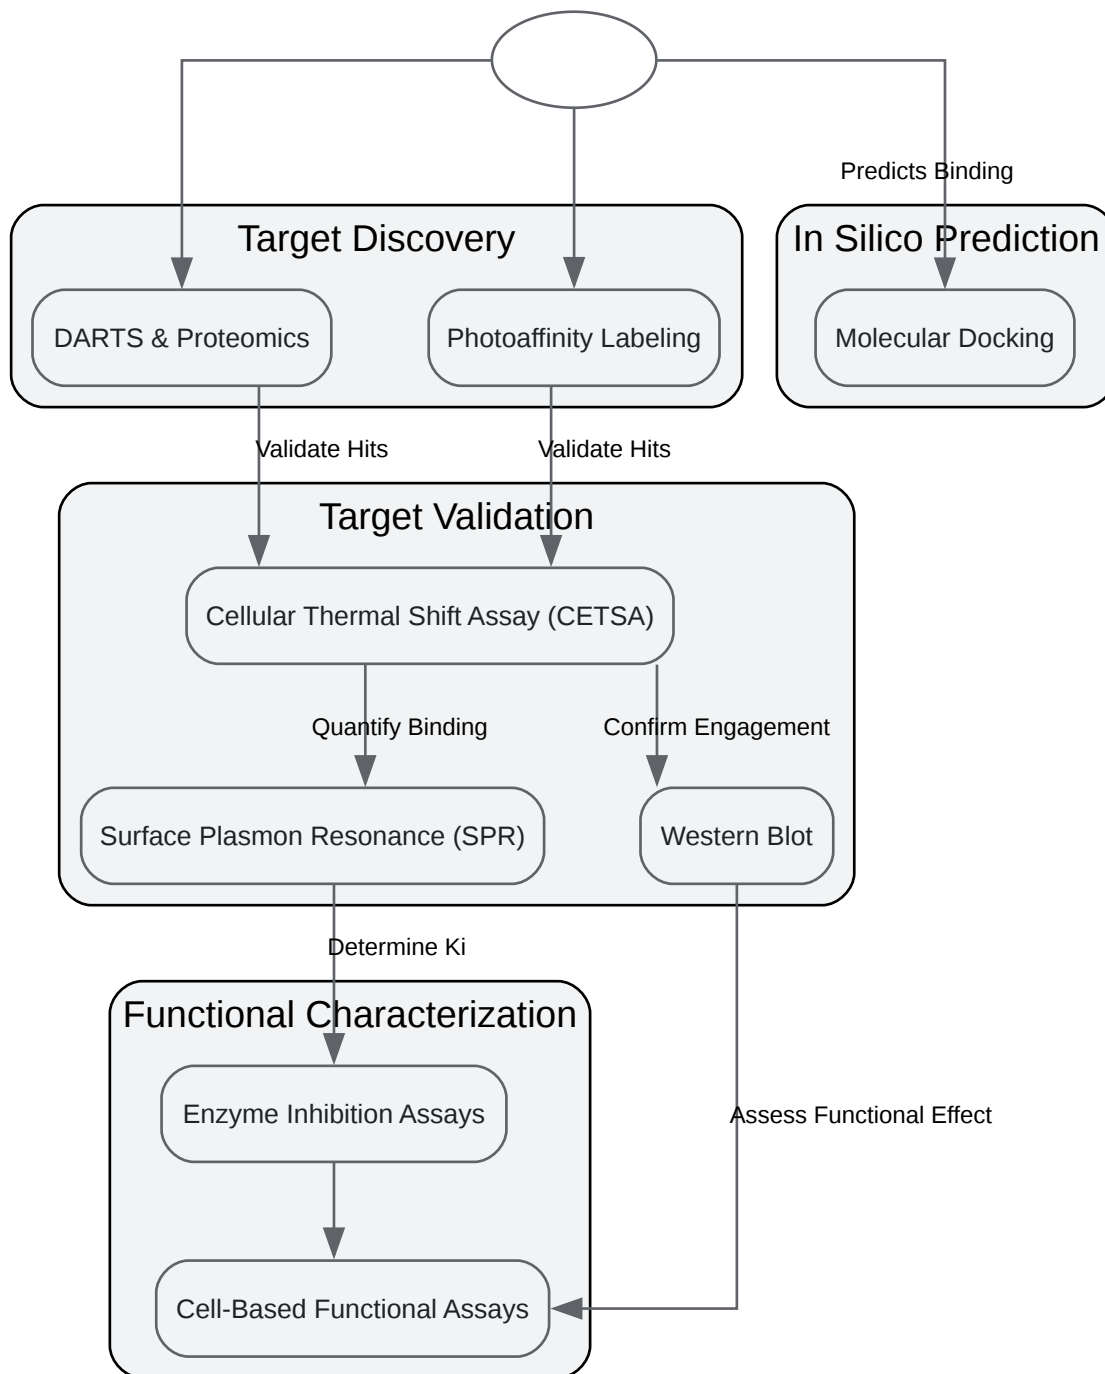 Predicts Binding
Target Discovery
In Silico Prediction
DARTS & Proteomics
Photoaffinity Labeling
Molecular Docking
Validate Hits
Validate Hits
Target Validation
Cellular Thermal Shift Assay (CETSA)
Quantify Binding
Confirm Engagement
Surface Plasmon Resonance (SPR)
Western Blot
Determine Ki
Functional Characterization
Enzyme Inhibition Assays
Assess Functional Effect
Cell-Based Functional Assays